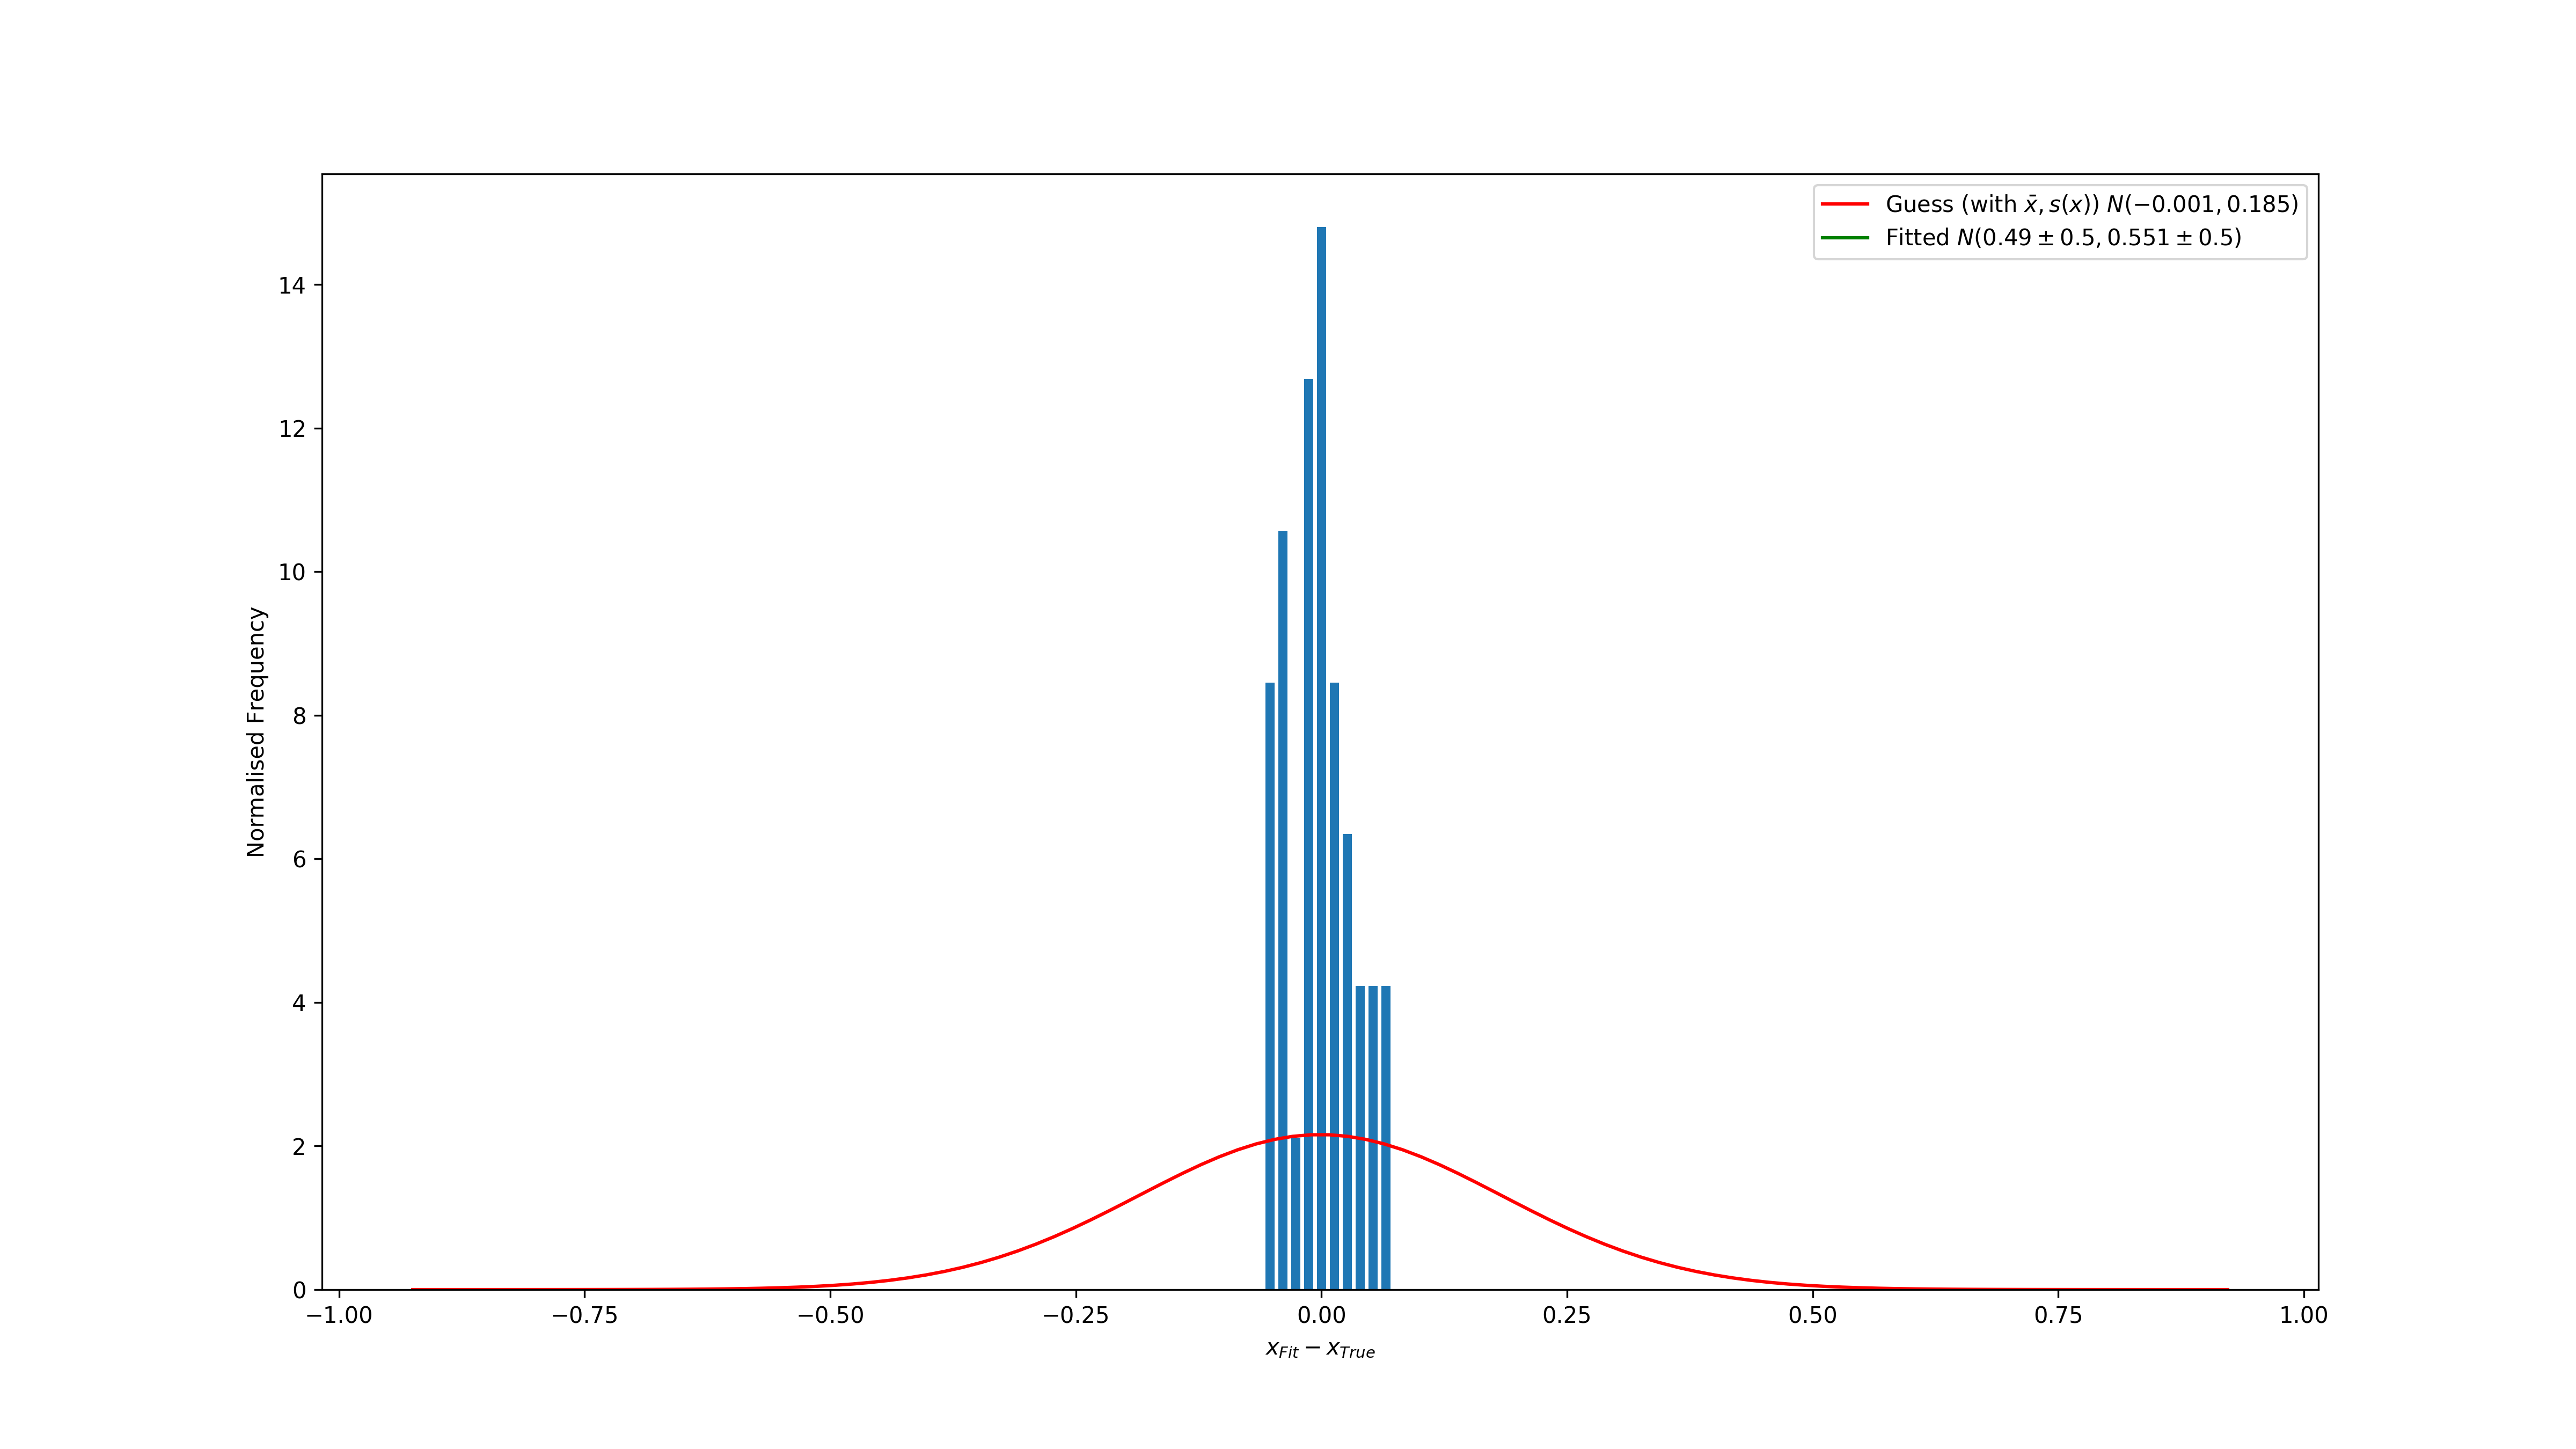 Guess (with x̄, s(x)) N(−0.001, 0.185)
Fitted N(0.49 ± 0.5, 0.551 ± 0.5)
14
12
10
8
6
4
2
0
Normalised Frequency
−1.00 −0.75 −0.50 −0.25 0.00 0.25 0.50 0.75 1.00
x_Fit − x_True